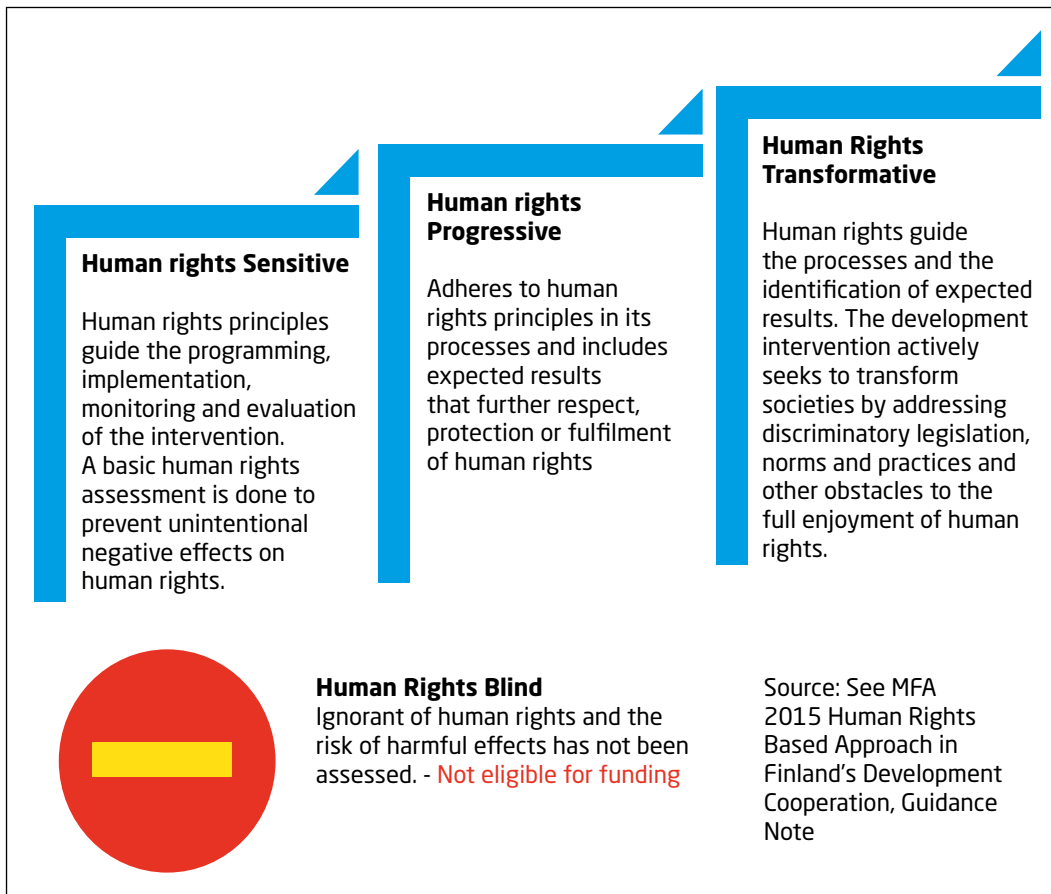 Human rights Sensitive
Human rights principles
guide the programming,
implementation,
monitoring and evaluation
of the intervention.
A basic human rights
assessment is done to
prevent unintentional
negative effects on
human rights.
Human rights
Progressive
Adheres to human
rights principles in its
processes and includes
expected results
that further respect,
protection or fulfilment
of human rights
Human Rights
Transformative
Human rights guide
the processes and the
identification of expected
results. The development
intervention actively
seeks to transform
societies by addressing
discriminatory legislation,
norms and practices and
other obstacles to the
full enjoyment of human
rights.
Human Rights Blind
Ignorant of human rights and the
risk of harmful effects has not been
assessed. - Not eligible for funding
Source: See MFA
2015 Human Rights
Based Approach in
Finland's Development
Cooperation, Guidance
Note